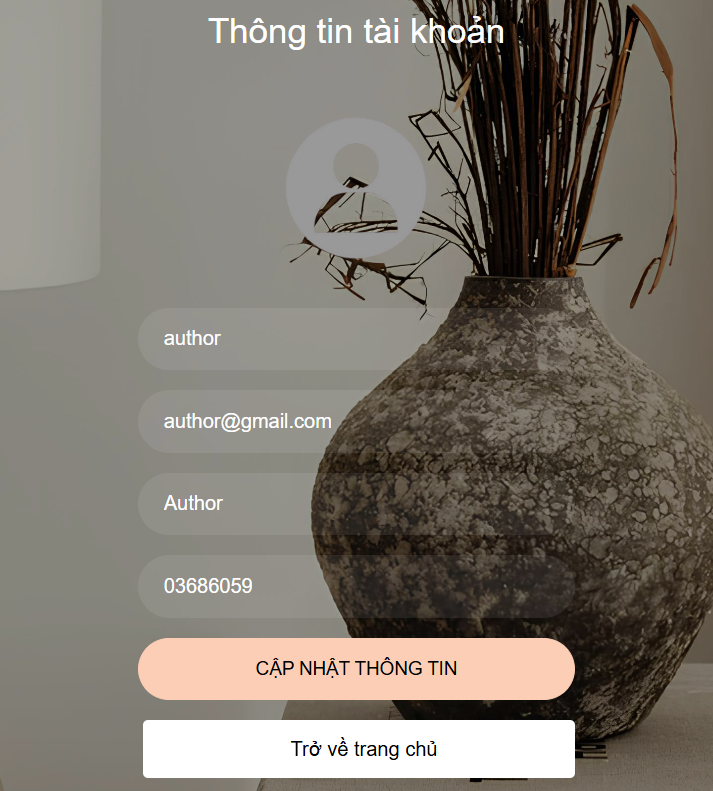 Thông tin tài khoản
author
author@gmail.com
Author
03686059
CẬP NHẬT THÔNG TIN
Trở về trang chủ